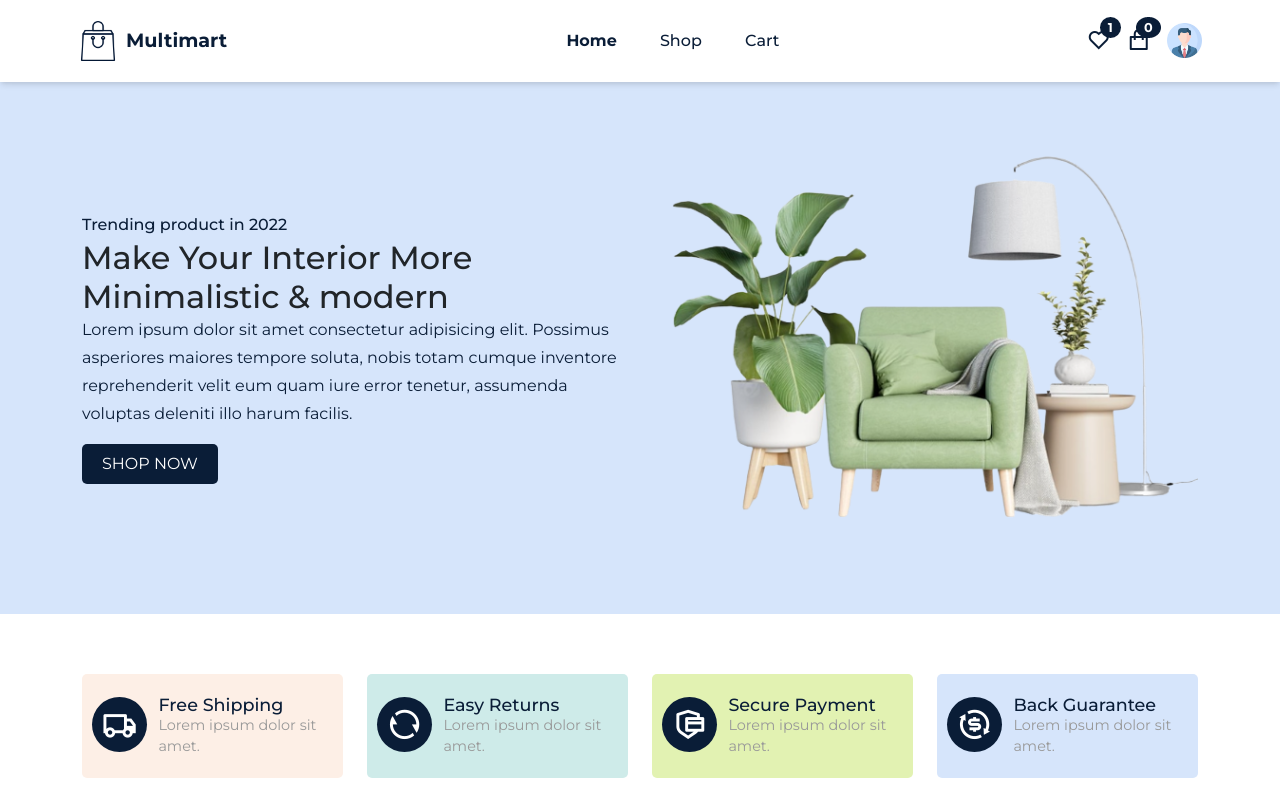 Multimart
Home
Shop
Cart
1
0
Trending product in 2022
Make Your Interior More
Minimalistic & modern
Lorem ipsum dolor sit amet consectetur adipisicing elit. Possimus
asperiores maiores tempore soluta, nobis totam cumque inventore
reprehenderit velit eum quam iure error tenetur, assumenda
voluptas deleniti illo harum facilis.
SHOP NOW
Free Shipping
Lorem ipsum dolor sit
amet.
Easy Returns
Lorem ipsum dolor sit
amet.
Secure Payment
Lorem ipsum dolor sit
amet.
Back Guarantee
Lorem ipsum dolor sit
amet.